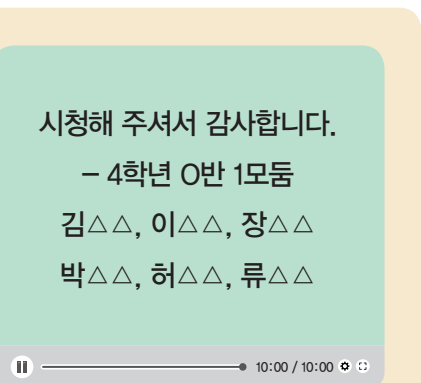 시청해 주셔서 감사합니다.
– 4학년 O반 1모둠
김△△, 이△△, 장△△
박△△, 허△△, 류△△
10:00 / 10:00